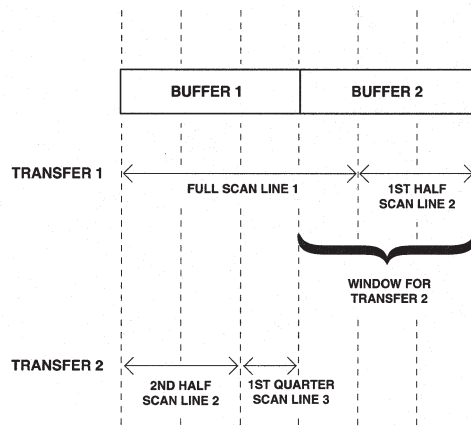 BUFFER 1
BUFFER 2
TRANSFER 1
FULL SCAN LINE 1
1ST HALF
SCAN LINE 2
WINDOW FOR
TRANSFER 2
TRANSFER 2
2ND HALF
SCAN LINE 2
1ST QUARTER
SCAN LINE 3